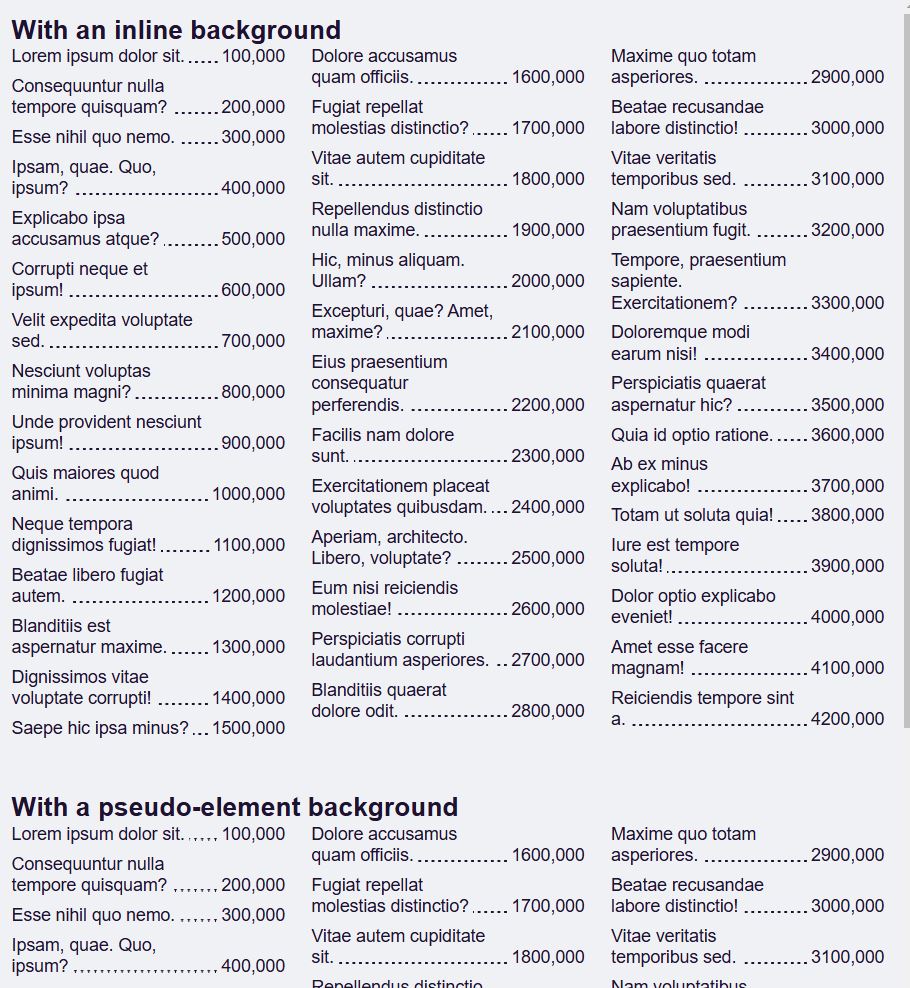 With an inline background
Lorem ipsum dolor sit. ..... 100,000
Consequuntur nulla
tempore quisquam? ....... 200,000
Esse nihil quo nemo. ...... 300,000
Ipsam, quae. Quo,
ipsum? ....................... 400,000
Explicabo ipsa
accusamus atque? ......... 500,000
Corrupti neque et
ipsum! ........................ 600,000
Velit expedita voluptate
sed. ........................... 700,000
Nesciunt voluptas
minima magni? ............. 800,000
Unde provident nesciunt
ipsum! ........................ 900,000
Quis maiores quod
animi. ....................... 1000,000
Neque tempora
dignissimos fugiat! ........ 1100,000
Beatae libero fugiat
autem. ...................... 1200,000
Blanditiis est
aspernatur maxime. ...... 1300,000
Dignissimos vitae
voluptate corrupti! ........ 1400,000
Saepe hic ipsa minus? ... 1500,000
Dolore accusamus
quam officiis. .............. 1600,000
Fugiat repellat
molestias distinctio? ...... 1700,000
Vitae autem cupiditate
sit. ........................... 1800,000
Repellendus distinctio
nulla maxime. ............. 1900,000
Hic, minus aliquam.
Ullam? ...................... 2000,000
Excepturi, quae? Amet,
maxime? .................... 2100,000
Eius praesentium
consequatur
perferendis. ................ 2200,000
Facilis nam dolore
sunt. ......................... 2300,000
Exercitationem placeat
voluptates quibusdam. ... 2400,000
Aperiam, architecto.
Libero, voluptate? ........ 2500,000
Eum nisi reiciendis
molestiae! .................. 2600,000
Perspiciatis corrupti
laudantium asperiores. .. 2700,000
Blanditiis quaerat
dolore odit. ................. 2800,000
Maxime quo totam
asperiores. ................. 2900,000
Beatae recusandae
labore distinctio! .......... 3000,000
Vitae veritatis
temporibus sed. .......... 3100,000
Nam voluptatibus
praesentium fugit. ........ 3200,000
Tempore, praesentium
sapiente.
Exercitationem? .......... 3300,000
Doloremque modi
earum nisi! ................. 3400,000
Perspiciatis quaerat
aspernatur hic? ........... 3500,000
Quia id optio ratione. ..... 3600,000
Ab ex minus
explicabo! .................. 3700,000
Totam ut soluta quia! ..... 3800,000
Iure est tempore
soluta! ....................... 3900,000
Dolor optio explicabo
eveniet! ..................... 4000,000
Amet esse facere
magnam! ................... 4100,000
Reiciendis tempore sint
a. ............................. 4200,000
With a pseudo-element background
Lorem ipsum dolor sit. ..... 100,000
Consequuntur nulla
tempore quisquam? ....... 200,000
Esse nihil quo nemo. ...... 300,000
Ipsam, quae. Quo,
ipsum? ....................... 400,000
Dolore accusamus
quam officiis. .............. 1600,000
Fugiat repellat
molestias distinctio? ...... 1700,000
Vitae autem cupiditate
sit. ........................... 1800,000
Repellendus distinctio
Maxime quo totam
asperiores. ................. 2900,000
Beatae recusandae
labore distinctio! .......... 3000,000
Vitae veritatis
temporibus sed. .......... 3100,000
Nam voluptatibus